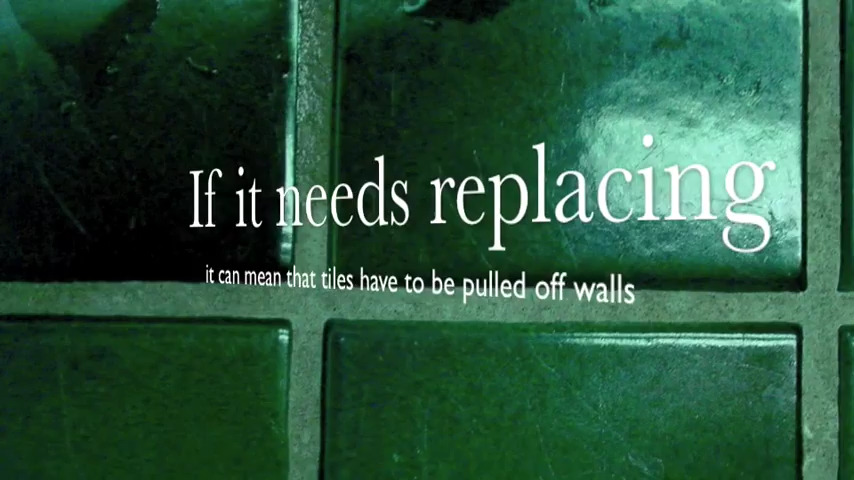 If it needs replacing
it can mean that tiles have to be pulled off walls